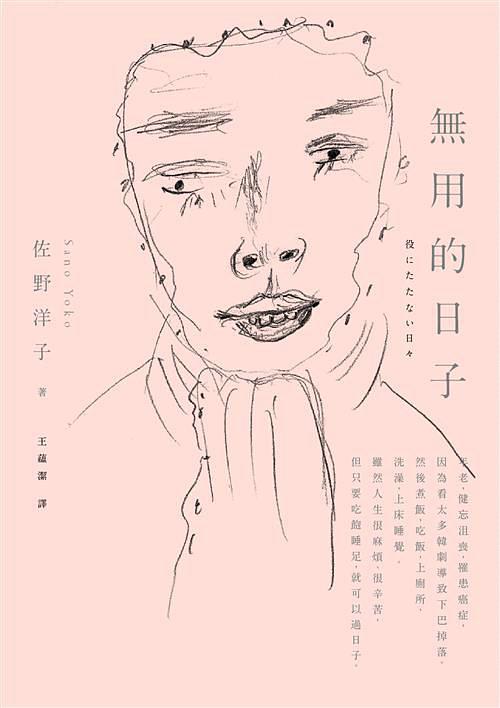 無用的日子
役にたたない日々
Sano Yoko
佐野洋子 著
王蘊潔 譯
年老，健忘沮喪，罹患癌症，
因為看太多韓劇導致下巴掉落。
然後煮飯，吃飯，上廁所，
洗澡，上床睡覺。
雖然人生很麻煩、很辛苦，
但只要吃飽睡足，就可以過日子。